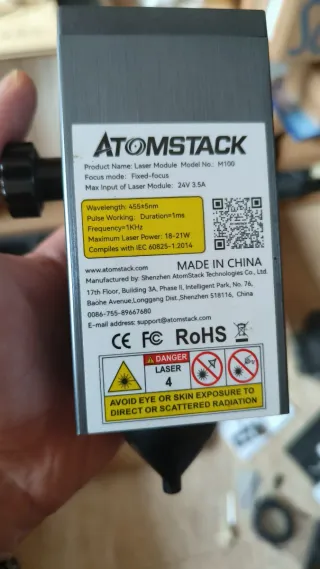 ATOMSTACK
Product Name: Laser Module Model No.: M100
Focus mode: Fixed-focus
Max Input of Laser Module: 24V 3.5A
Wavelength: 455±5nm
Pulse Working: Duration=1ms
Frequency=1KHz
Maximum Laser Power: 18-21W
Complies with IEC 60825-1:2014
www.atomstack.com MADE IN CHINA
Manufactured by: Shenzhen AtomStack Technologies Co., Ltd.
17th Floor, Building 3A, Phase II, Intelligent Park, No. 76,
Baohe Avenue,Longgang Dist.,Shenzhen 518116, China
0086-755-89667680
E-mail address: support@atomstack.com
CE FC RoHS
DANGER
LASER
4
AVOID EYE OR SKIN EXPOSURE TO
DIRECT OR SCATTERED RADIATION